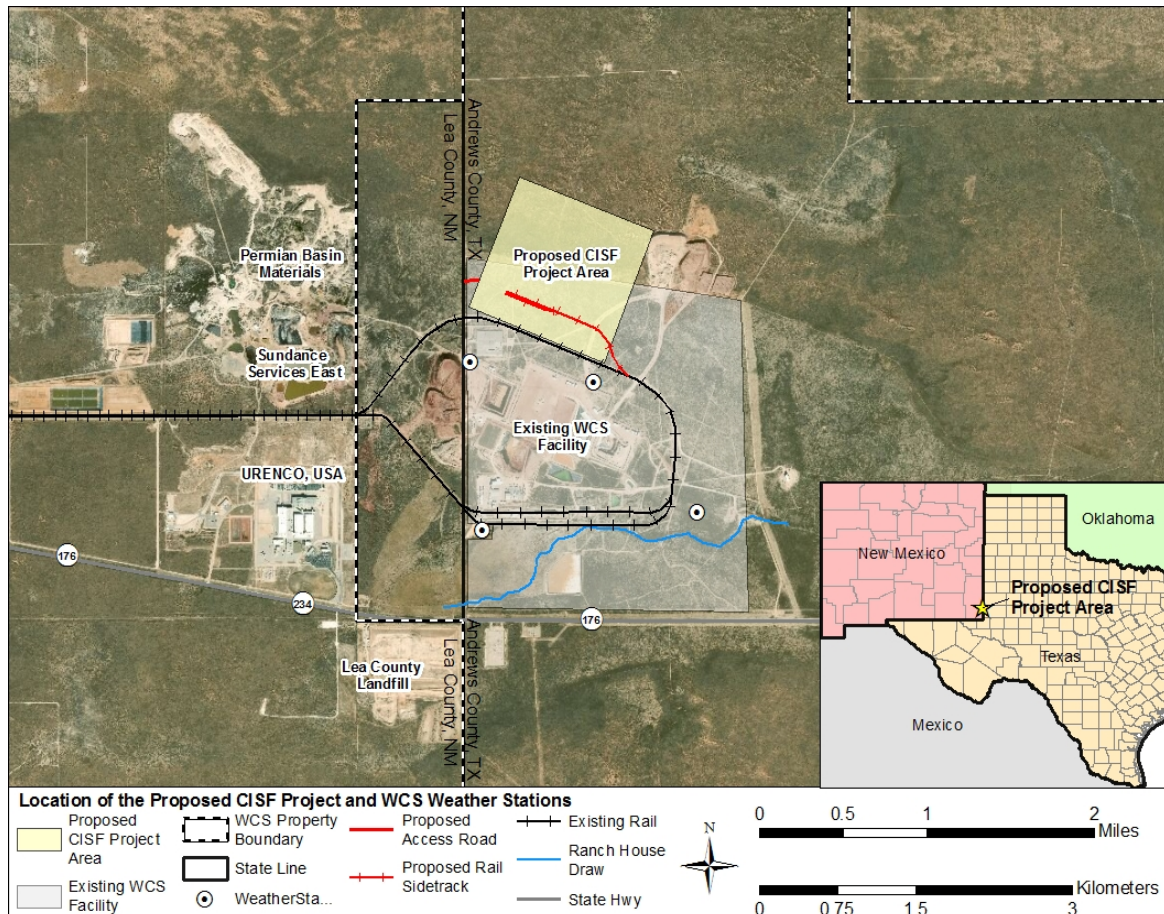 Andrews County, TX
Lea County, NM
Permian Basin
Materials
Proposed CISF
Project Area
Sundance
Services East
Existing WCS
Facility
URENCO, USA
176
234
176
Andrews County, TX
Lea County, NM
Lea County
Landfill
Oklahoma
New Mexico
Proposed CISF
Project Area
Texas
Mexico
Location of the Proposed CISF Project and WCS Weather Stations
Proposed
CISF Project
Area
Existing WCS
Facility
WCS Property
Boundary
State Line
WeatherSta...
Proposed
Access Road
Proposed Rail
Sidetrack
Existing Rail
Ranch House
Draw
State Hwy
N
0 0.5 1 2
Miles
Kilometers
0 0.75 1.5 3